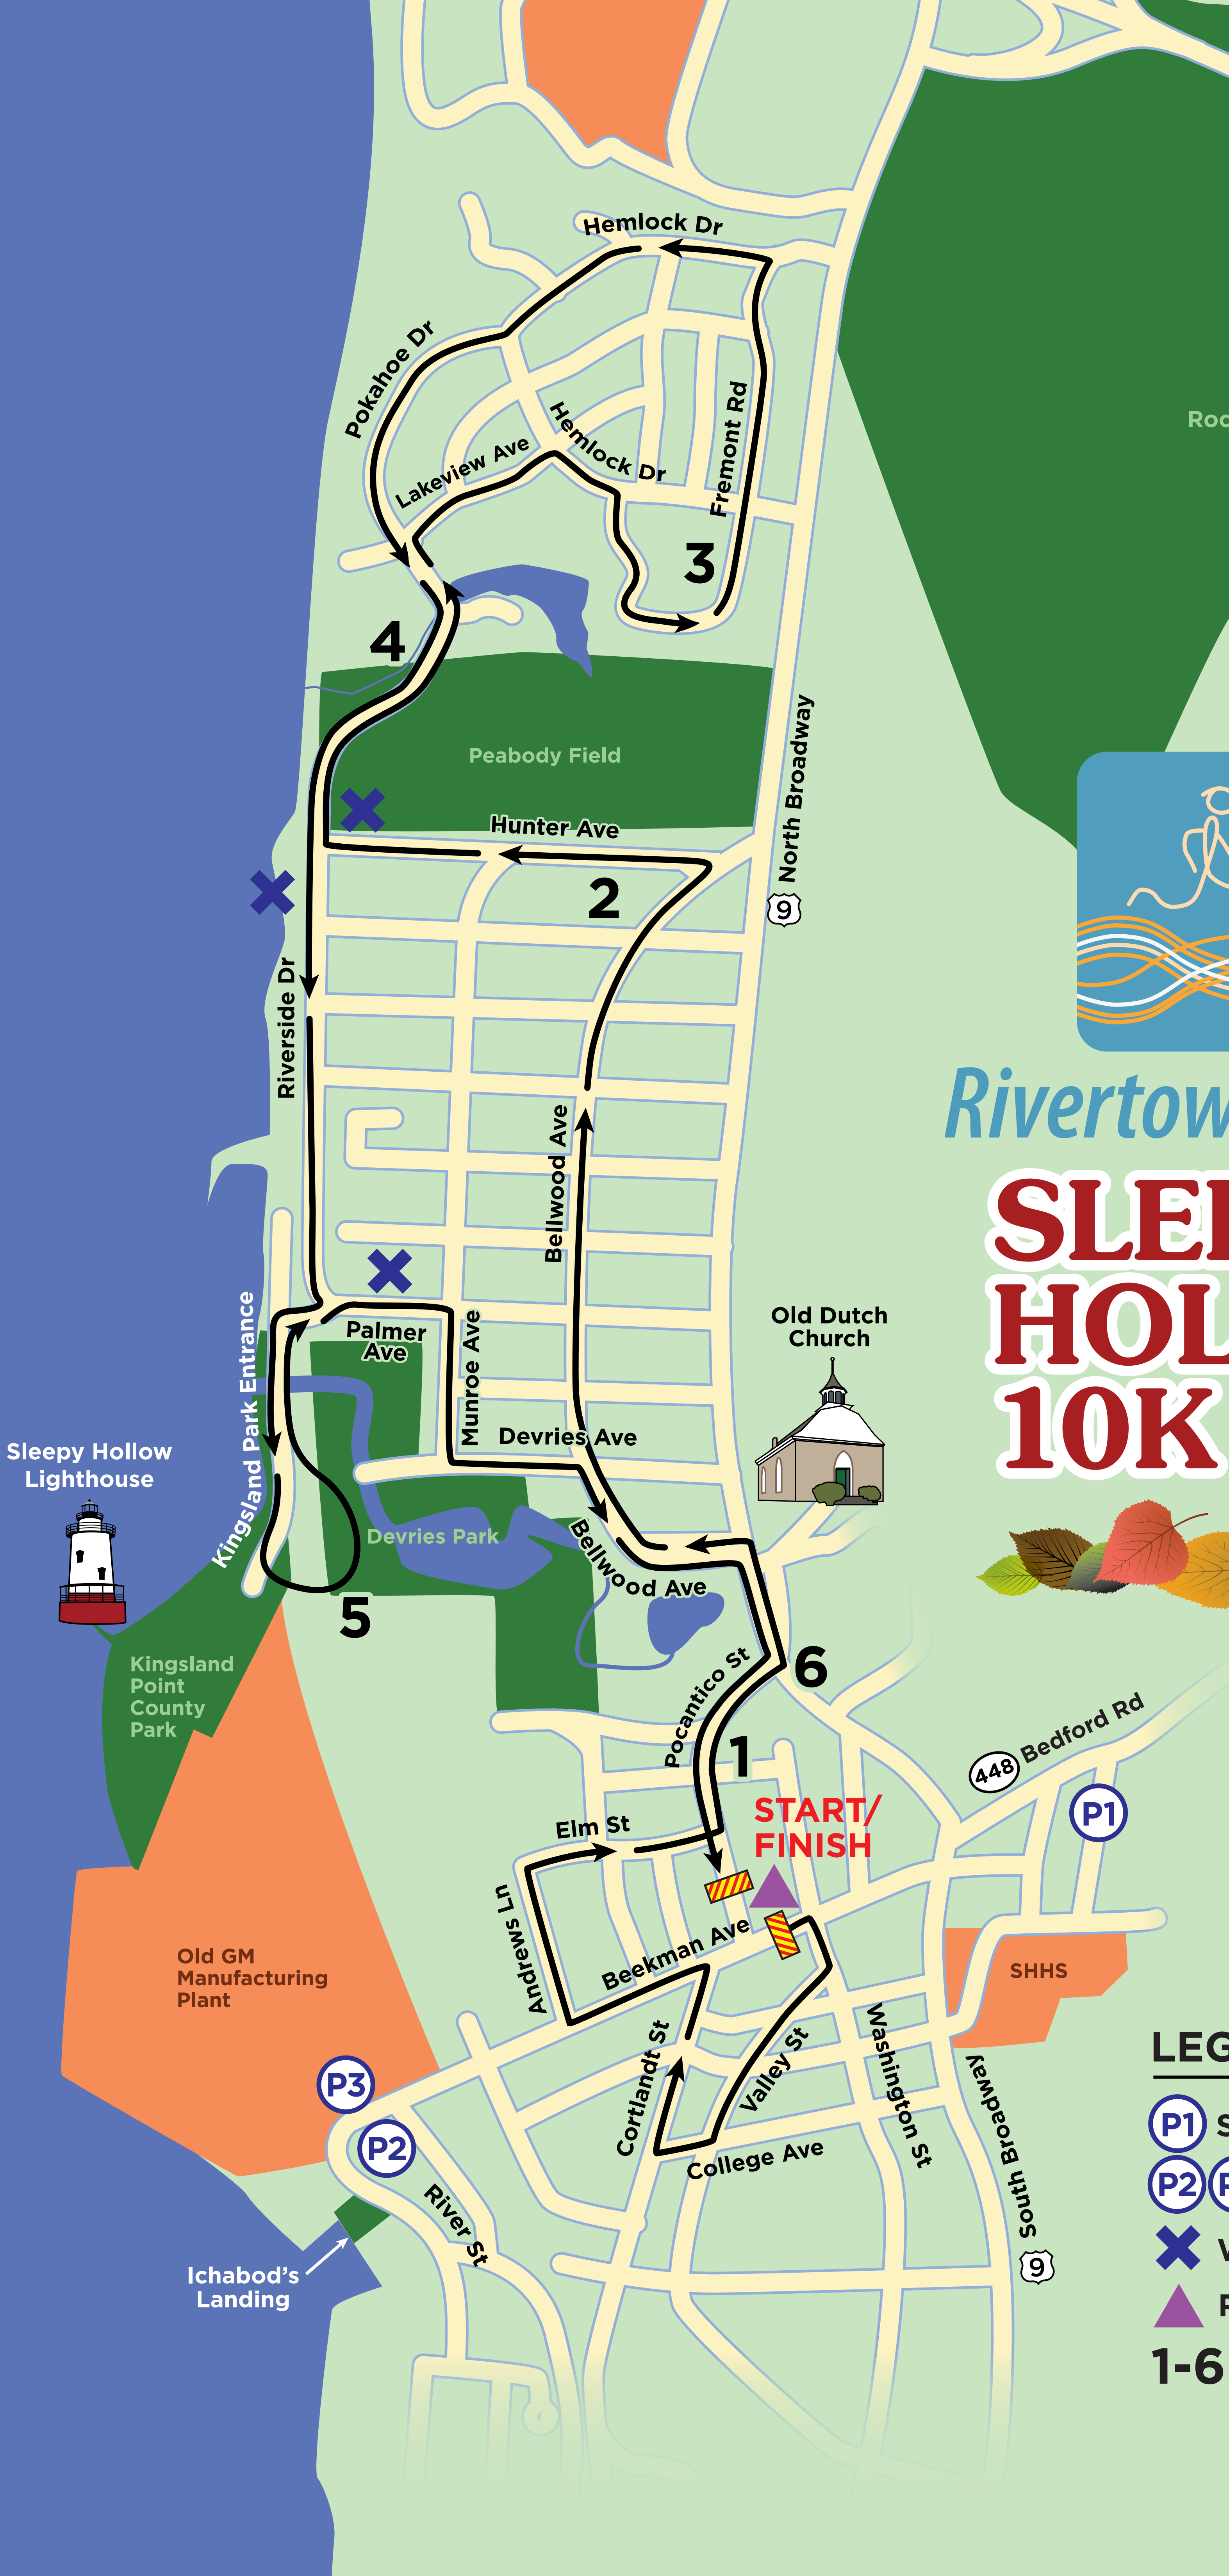 Hemlock Dr
Pokahoe Dr
Hemlock Dr
Lakeview Ave
Fremont Rd
Roc
3
4
Peabody Field
North Broadway
Hunter Ave
2
9
Riverside Dr
Rivertow
Bellwood Ave
SLEE
HOL
10K
Kingsland Park Entrance
Palmer
Ave
Munroe Ave
Old Dutch
Church
Devries Ave
Sleepy Hollow
Lighthouse
Devries Park
Bellwood Ave
5
Kingsland
Point
County
Park
Pocantico St
6
1
448
Bedford Rd
START/
FINISH
P1
Elm St
Andrews Ln
Beekman Ave
Old GM
Manufacturing
Plant
SHHS
Cortlandt St
Valley St
Washington St
South Broadway
LEG
P3
P2
College Ave
P1 S
P2 P
River St
Ichabod's
Landing
9
1-6